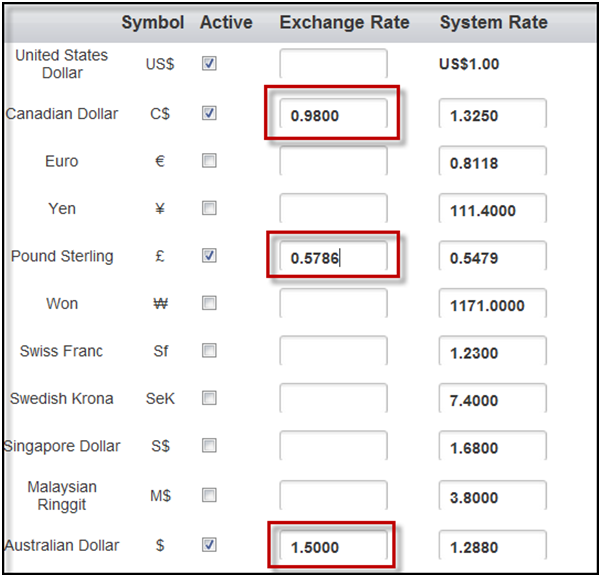 Symbol Active Exchange Rate System Rate
United States
Dollar US$ US$1.00
Canadian Dollar C$ 0.9800 1.3250
Euro € 0.8118
Yen ¥ 111.4000
Pound Sterling £ 0.5786 0.5479
Won ₩ 1171.0000
Swiss Franc Sf 1.2300
Swedish Krona SeK 7.4000
Singapore Dollar S$ 1.6800
Malaysian
Ringgit M$ 3.8000
Australian Dollar $ 1.5000 1.2880